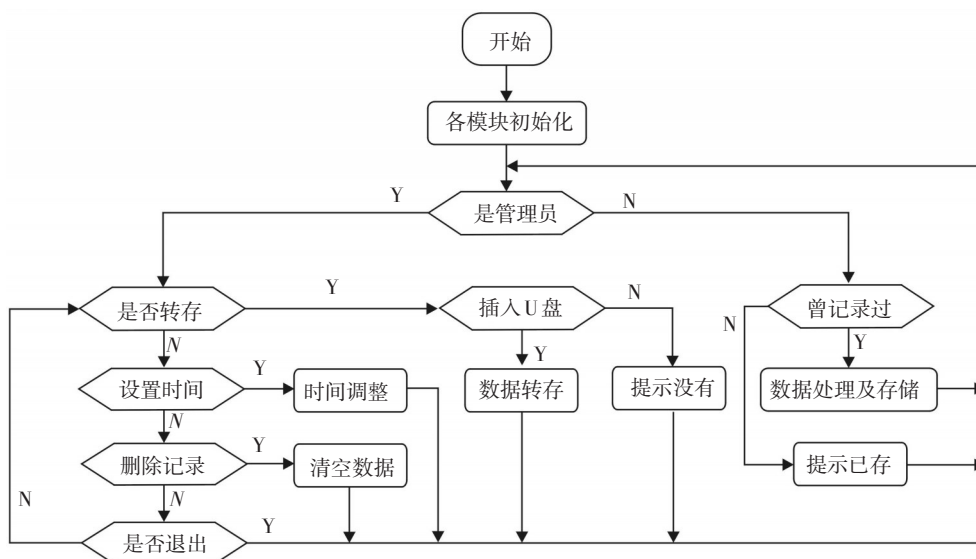 开始
各模块初始化
Y
是管理员
N
是否转存
Y
插入U盘
N
曾记录过
N
N
Y
Y
设置时间
Y
时间调整
数据转存
提示没有
数据处理及存储
N
删除记录
Y
清空数据
提示已存
N
N
是否退出
Y